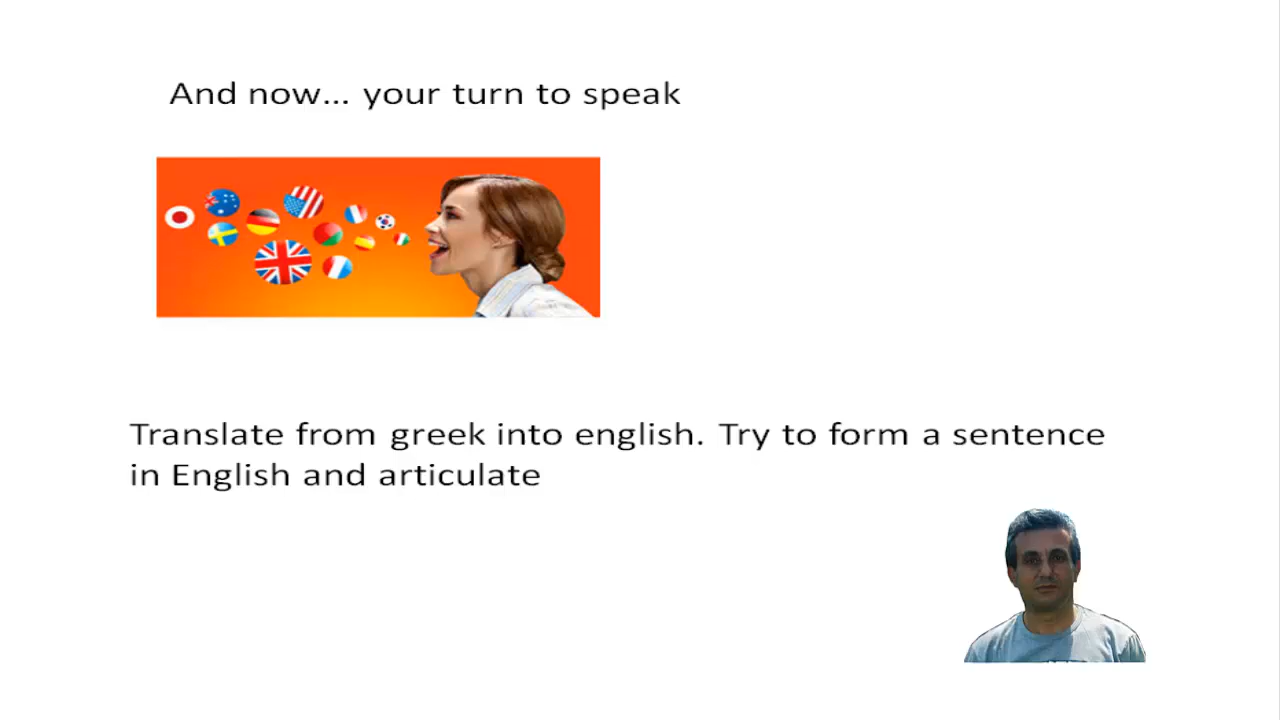 And now... your turn to speak
Translate from greek into english. Try to form a sentence
in English and articulate